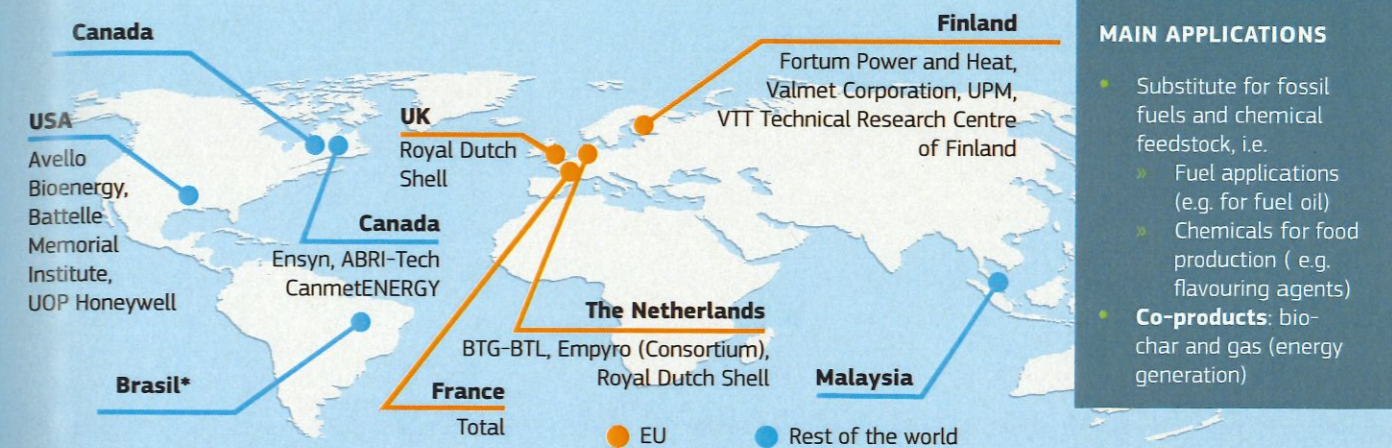 Canada
USA
Avello
Bioenergy,
Battelle
Memorial
Institute,
UOP Honeywell
UK
Royal Dutch
Shell
Canada
Ensyn, ABRI-Tech
CanmetENERGY
Brasil*
Finland
Fortum Power and Heat,
Valmet Corporation, UPM,
VTT Technical Research Centre
of Finland
The Netherlands
BTG-BTL, Empyro (Consortium),
Royal Dutch Shell
France
Total
Malaysia
EU
Rest of the world
MAIN APPLICATIONS
• Substitute for fossil
fuels and chemical
feedstock, i.e.
» Fuel applications
(e.g. for fuel oil)
» Chemicals for food
production ( e.g.
flavouring agents)
• Co-products: bio-
char and gas (energy
generation)